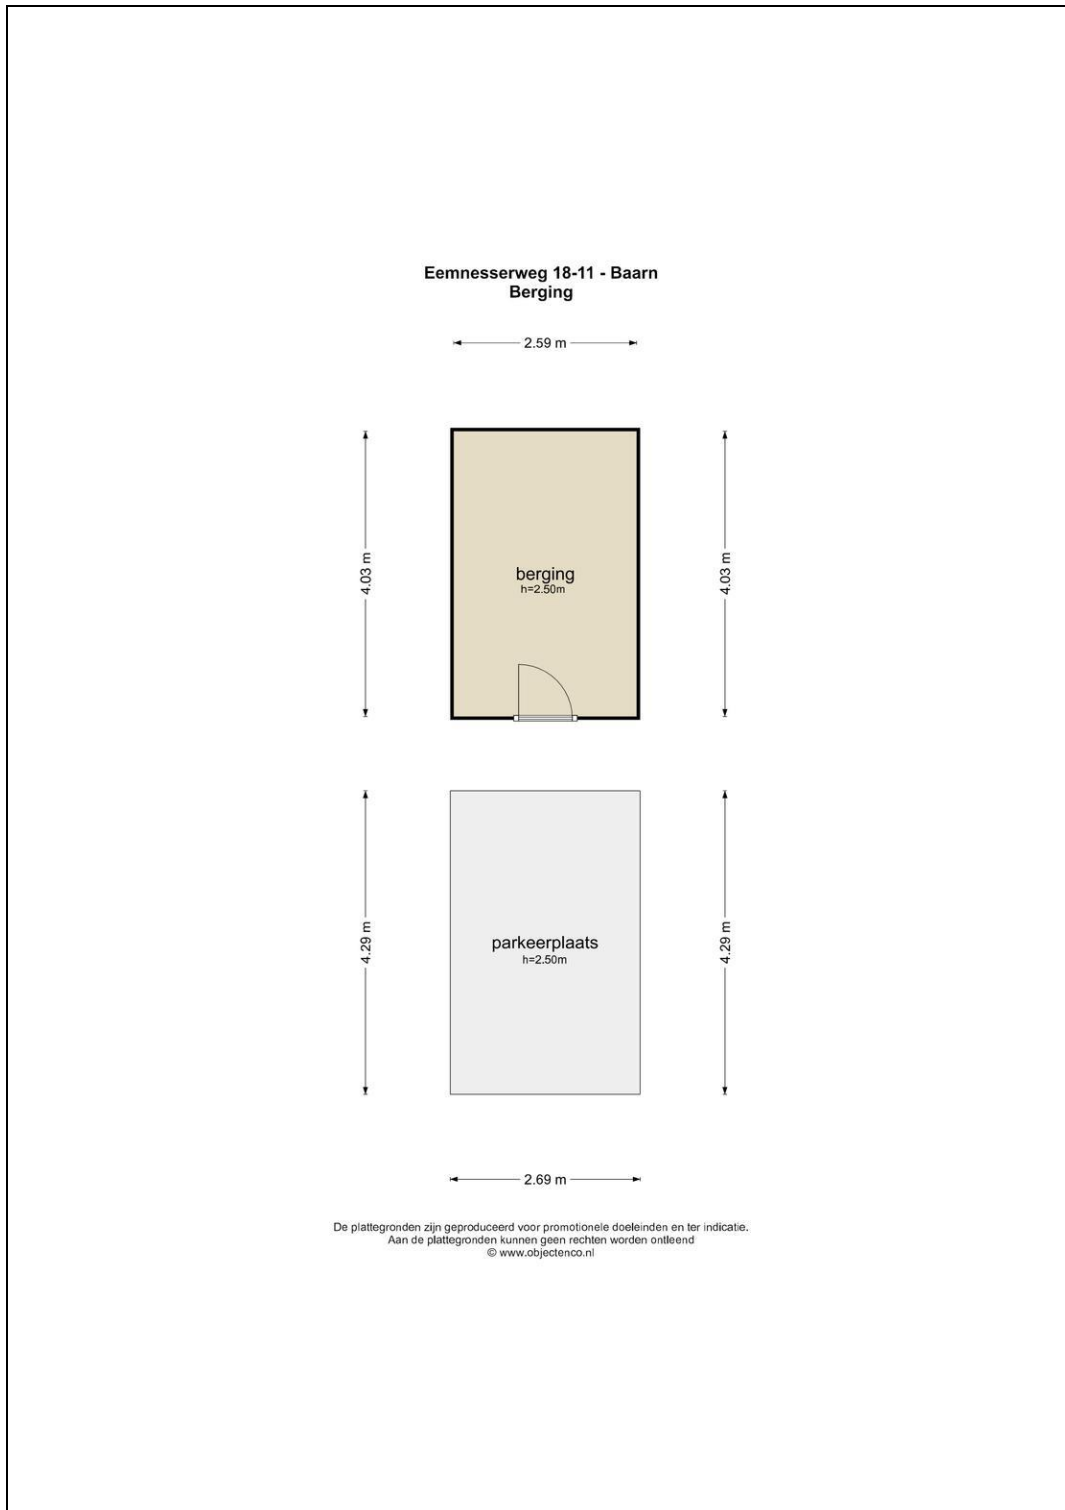 Eemnesserweg 18-11 - Baarn
Berging
2.59 m
4.03 m
4.03 m
berging
h=2.50m
4.29 m
4.29 m
parkeerplaats
h=2.50m
2.69 m
De plattegronden zijn geproduceerd voor promotionele doeleinden en ter indicatie.
Aan de plattegronden kunnen geen rechten worden ontleend
© www.objectenco.nl